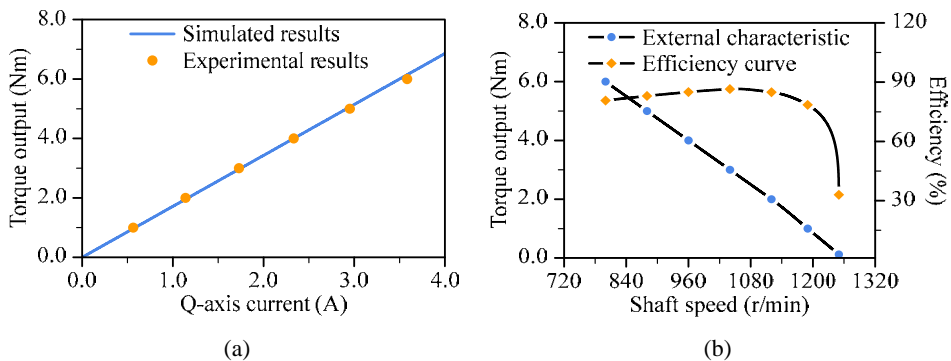 8.0
6.0
4.0
2.0
0.0
Torque output (Nm)
Simulated results
Experimental results
0.0 1.0 2.0 3.0 4.0
Q-axis current (A)
(a)
8.0
6.0
4.0
2.0
0.0
Torque output (Nm)
External characteristic
Efficiency curve
120
90
60
30
Efficiency (%)
720 840 960 1080 1200 1320
Shaft speed (r/min)
(b)